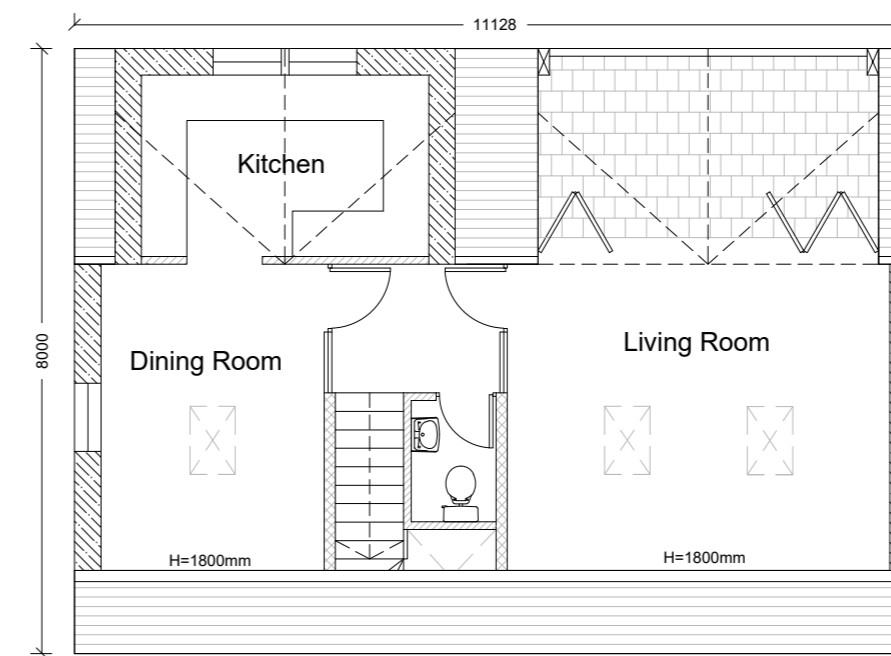 11128
Kitchen
8000
Living Room
Dining Room
H=1800mm
H=1800mm